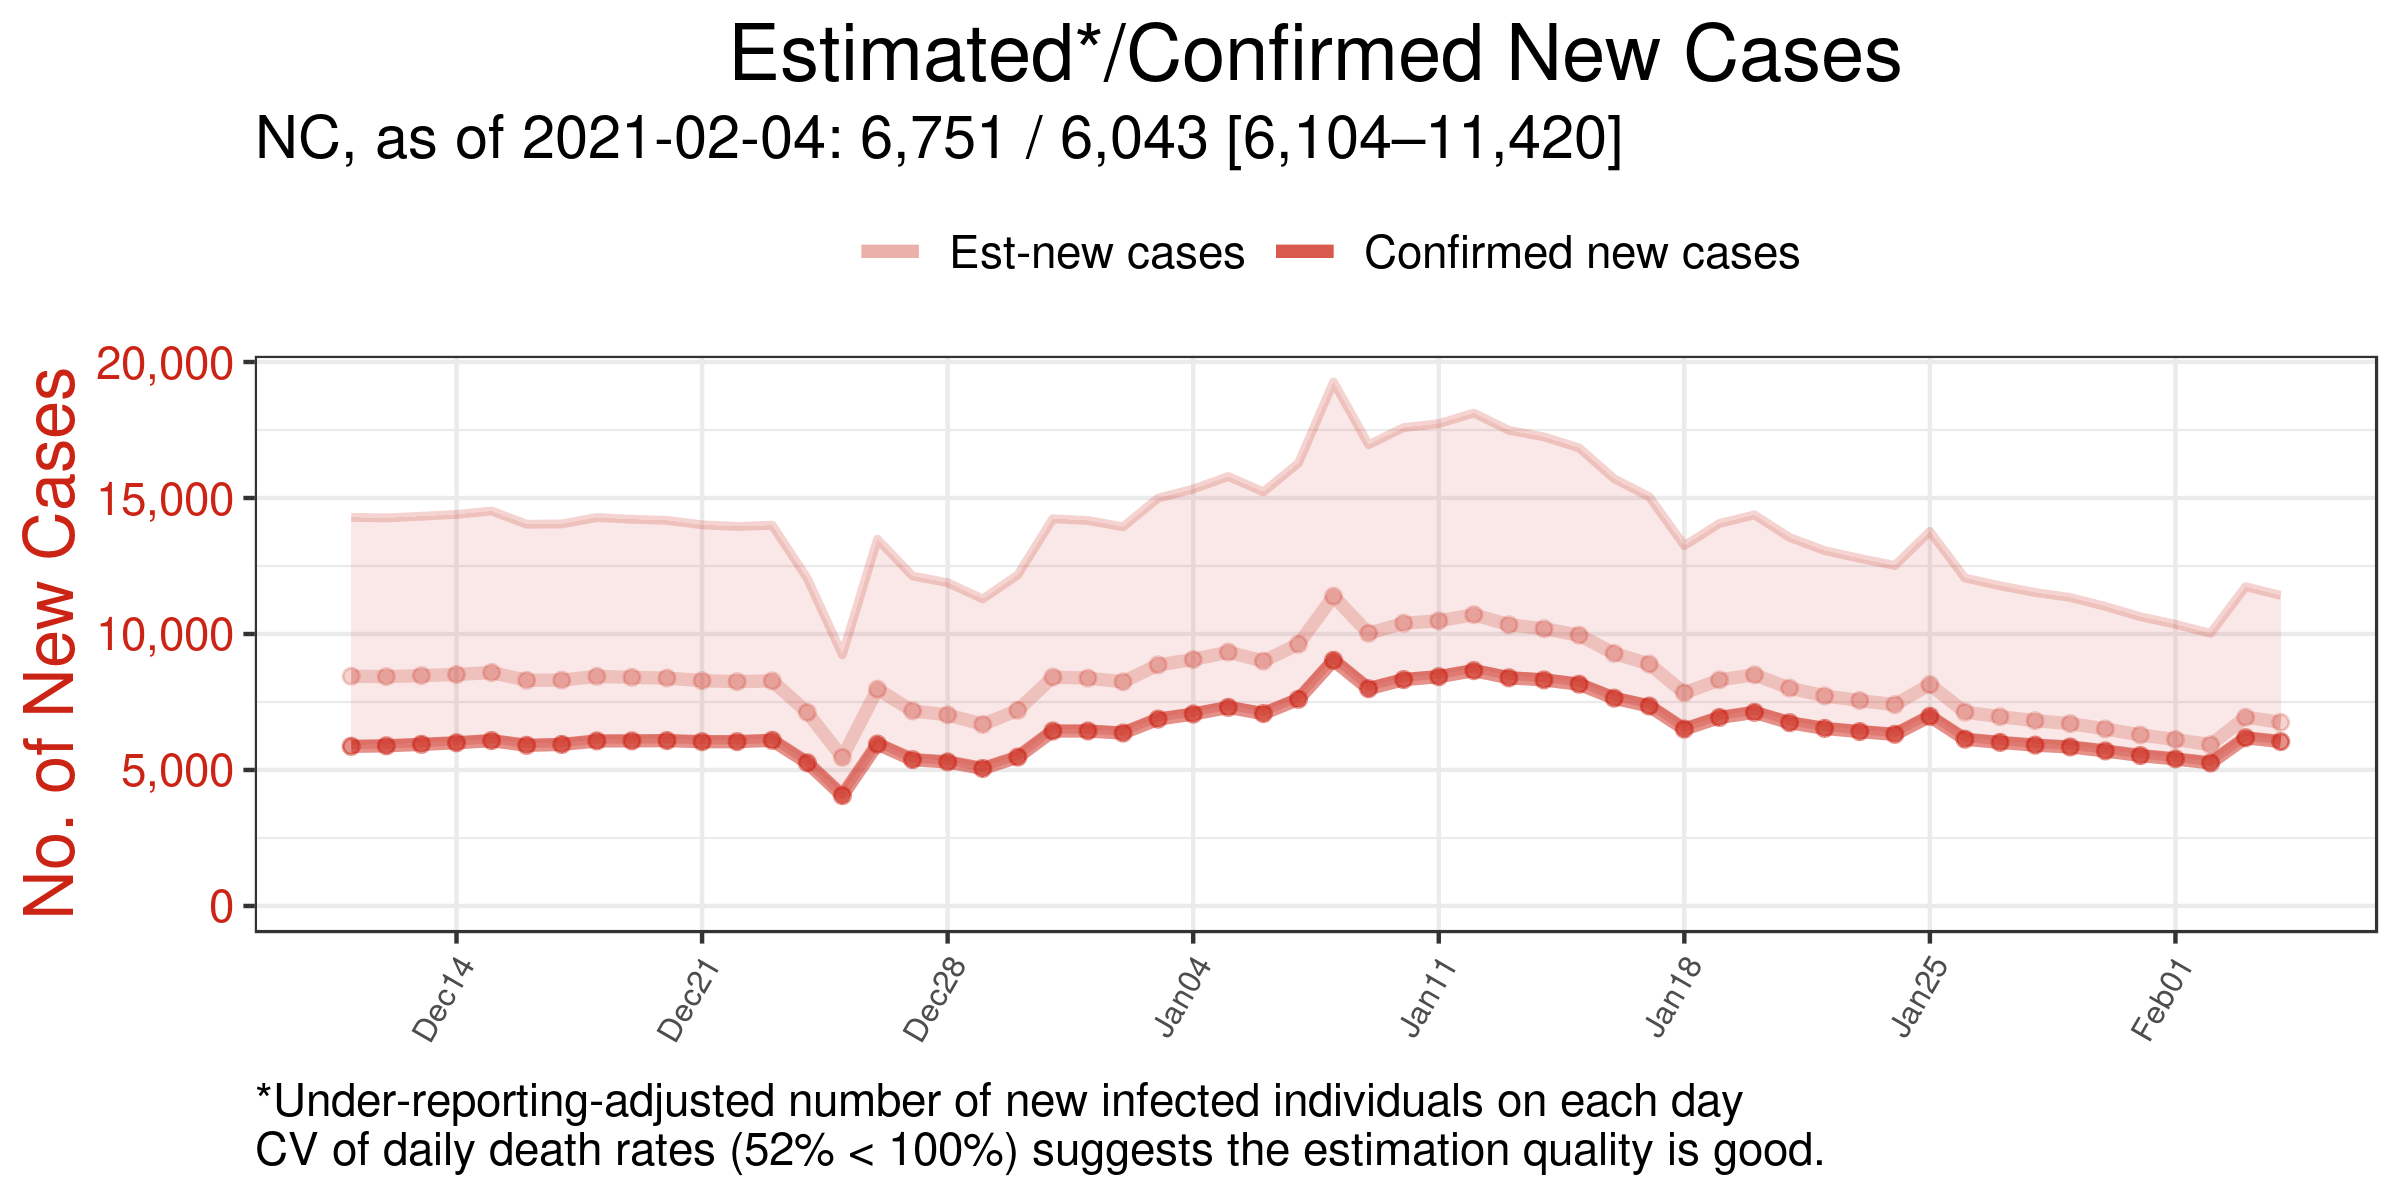 Estimated*/Confirmed New Cases
NC, as of 2021-02-04: 6,751 / 6,043 [6,104–11,420]
Est-new cases
Confirmed new cases
No. of New Cases
20,000
15,000
10,000
5,000
0
Dec14
Dec21
Dec28
Jan04
Jan11
Jan18
Jan25
Feb01
*Under-reporting-adjusted number of new infected individuals on each day
CV of daily death rates (52% < 100%) suggests the estimation quality is good.